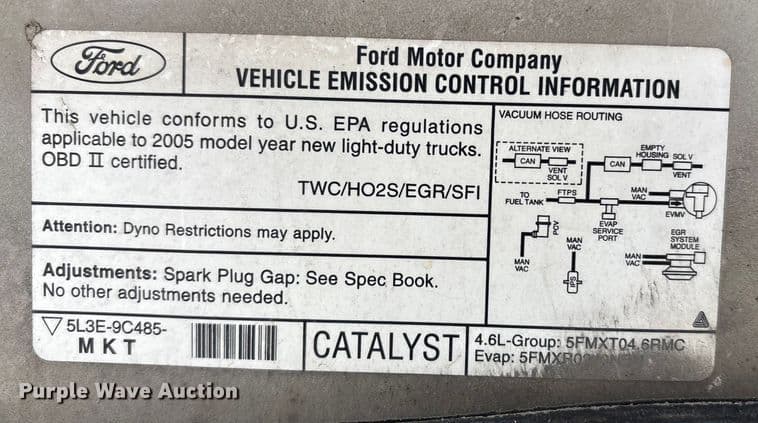 Ford
Ford Motor Company
VEHICLE EMISSION CONTROL INFORMATION
This vehicle conforms to U.S. EPA regulations
applicable to 2005 model year new light-duty trucks.
OBD II certified.
TWC/HO2S/EGR/SFI
Attention: Dyno Restrictions may apply.
Adjustments: Spark Plug Gap: See Spec Book.
No other adjustments needed.
VACUUM HOSE ROUTING
ALTERNATE VIEW
CAN
VENT
SOL V
EMPTY
HOUSING SOL V
CAN
VENT
TO
FUEL TANK
FTPS
MAN
VAC
EVMV
EVAP
SERVICE
PORT
PCV
MAN
VAC
MAN
VAC
IPS
EGR
SYSTEM
MODULE
MAN
VAC
5L3E-9C485-
M K T
CATALYST
4.6L-Group: 5FMXT04.6RMC
Evap:
Purple Wave Auction